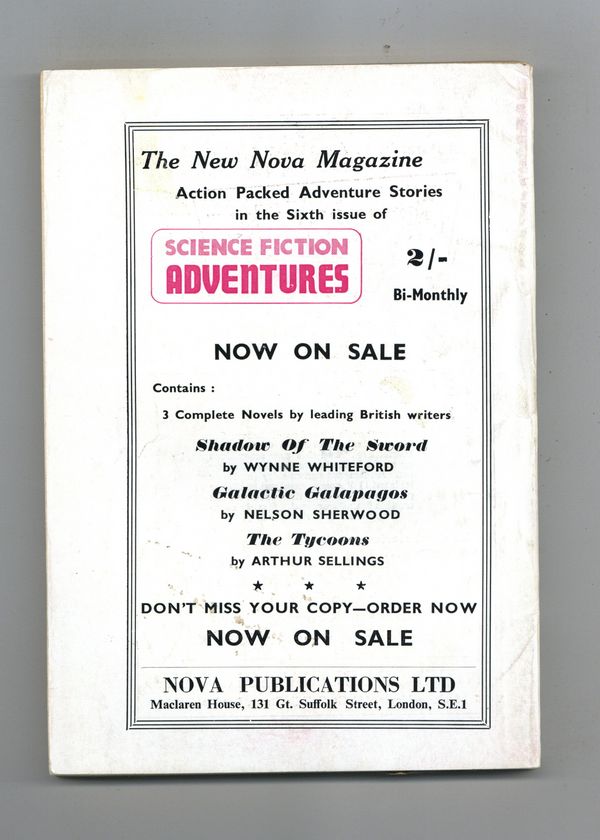 The New Nova Magazine
Action Packed Adventure Stories
in the Sixth issue of
SCIENCE FICTION
ADVENTURES
2/-
Bi-Monthly
NOW ON SALE
Contains :
3 Complete Novels by leading British writers
Shadow Of The Sword
by WYNNE WHITEFORD
Galactic Galapagos
by NELSON SHERWOOD
The Tycoons
by ARTHUR SELLINGS
★ ★ ★
DON'T MISS YOUR COPY—ORDER NOW
NOW ON SALE
NOVA PUBLICATIONS LTD
Maclaren House, 131 Gt. Suffolk Street, London, S.E.1